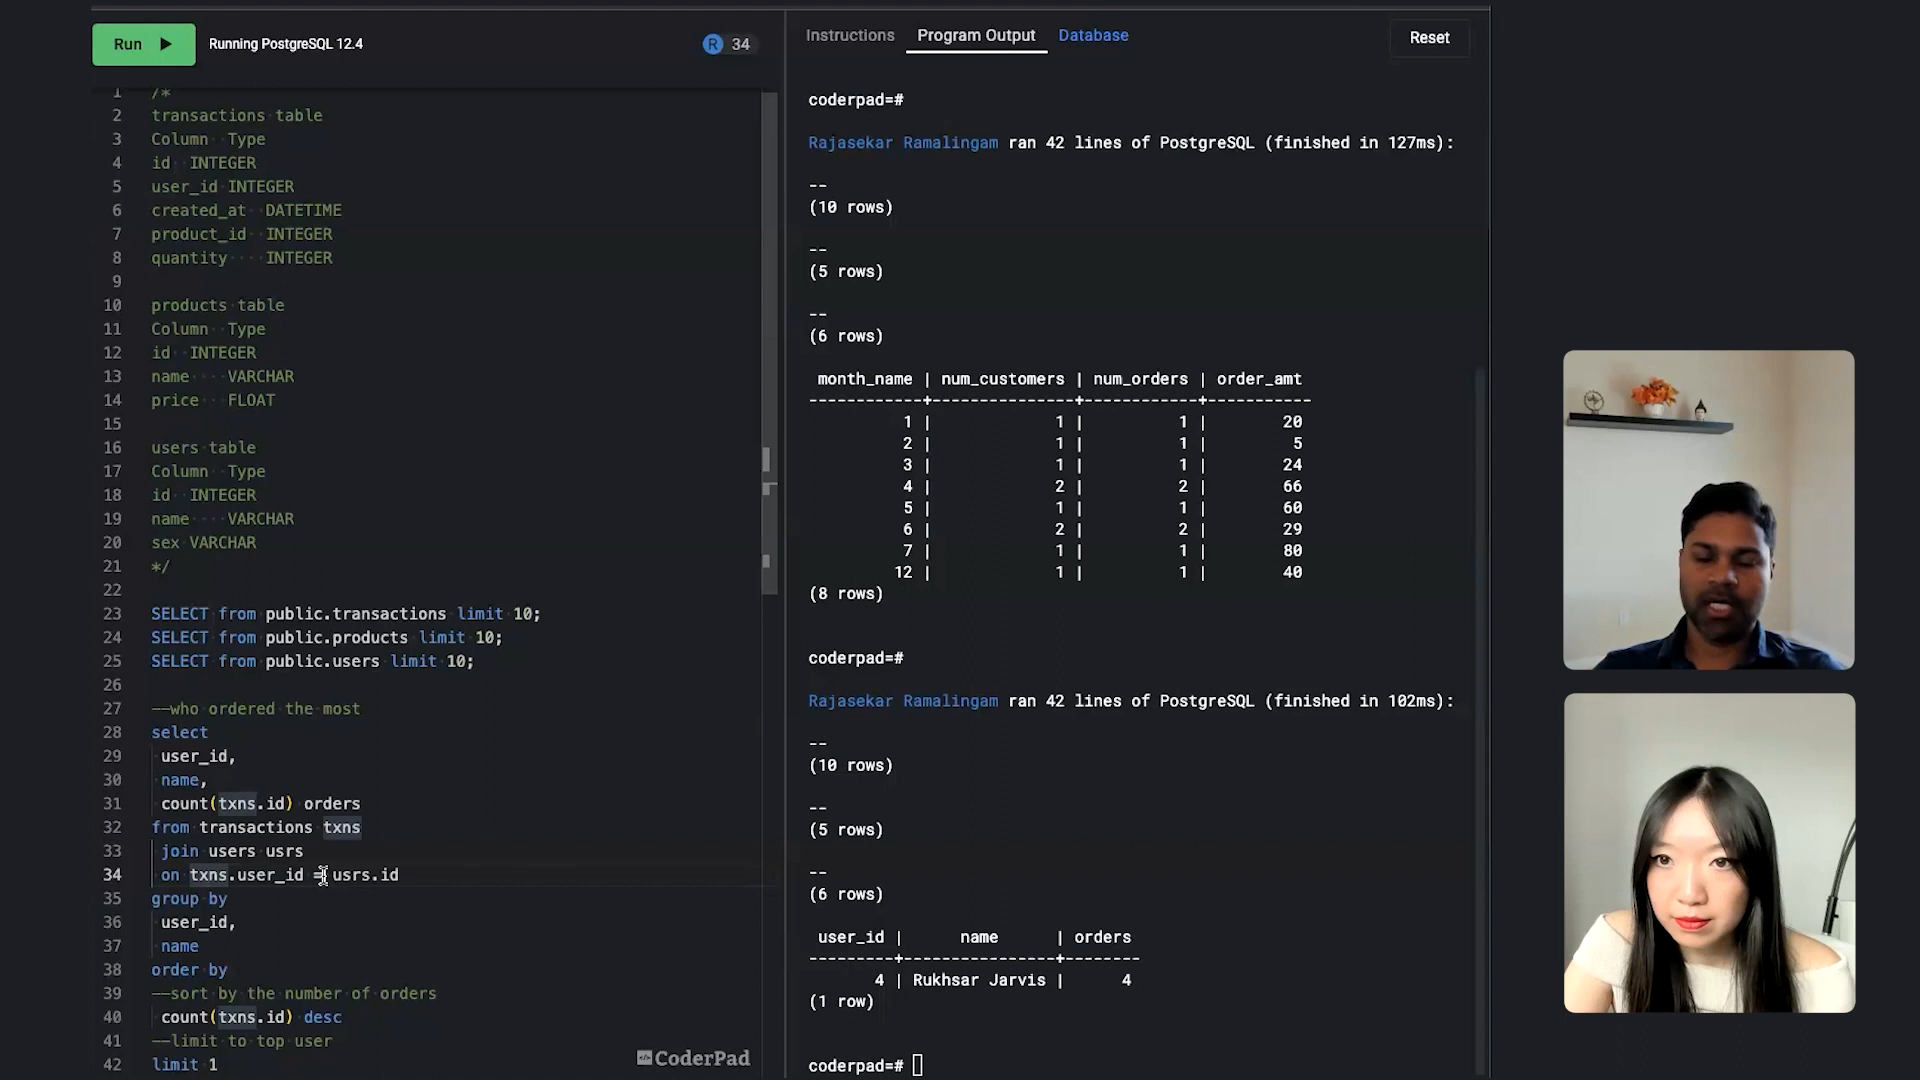 Run
Running PostgreSQL 12.4
R 34
Instructions
Program Output
Database
Reset
1 /*
2 transactions table
3 Column Type
4 id INTEGER
5 user_id INTEGER
6 created_at DATETIME
7 product_id INTEGER
8 quantity INTEGER
9
10 products table
11 Column Type
12 id INTEGER
13 name VARCHAR
14 price FLOAT
15
16 users table
17 Column Type
18 id INTEGER
19 name VARCHAR
20 sex VARCHAR
21 */
22
23 SELECT from public.transactions limit 10;
24 SELECT from public.products limit 10;
25 SELECT from public.users limit 10;
26
27 --who ordered the most
28 select
29 user_id,
30 name,
31 count(txns.id) orders
32 from transactions txns
33 join users usrs
34 on txns.user_id = usrs.id
35 group by
36 user_id,
37 name
38 order by
39 --sort by the number of orders
40 count(txns.id) desc
41 --limit to top user
42 limit 1
CoderPad
coderpad=#
Rajasekar Ramalingam ran 42 lines of PostgreSQL (finished in 127ms):
--
(10 rows)
--
(5 rows)
--
(6 rows)
month_name | num_customers | num_orders | order_amt
------------+---------------+------------+-----------
1 | 1 | 1 | 20
2 | 1 | 1 | 5
3 | 1 | 1 | 24
4 | 2 | 2 | 66
5 | 1 | 1 | 60
6 | 2 | 2 | 29
7 | 1 | 1 | 80
12 | 1 | 1 | 40
(8 rows)
coderpad=#
Rajasekar Ramalingam ran 42 lines of PostgreSQL (finished in 102ms):
--
(10 rows)
--
(5 rows)
--
(6 rows)
user_id | name | orders
---------+----------------+--------
4 | Rukhsar Jarvis | 4
(1 row)
coderpad=#